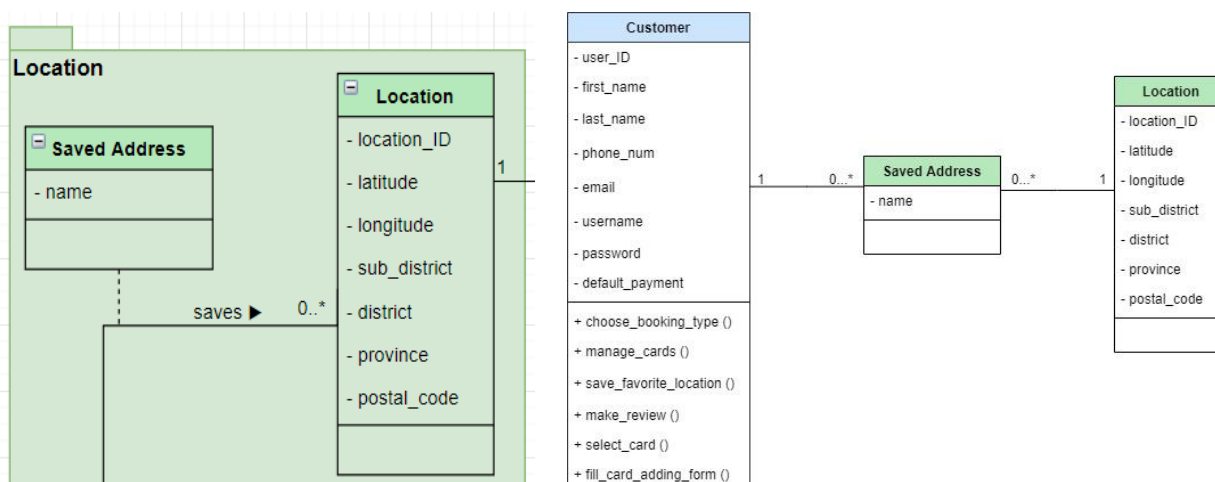 Location
Saved Address
- name
saves ▶
0..*
Location
- location_ID
- latitude
- longitude
- sub_district
- district
- province
- postal_code
1
Customer
- user_ID
- first_name
- last_name
- phone_num
- email
- username
- password
- default_payment
+ choose_booking_type ()
+ manage_cards ()
+ save_favorite_location ()
+ make_review ()
+ select_card ()
+ fill_card_adding_form ()
1
0...*
Saved Address
- name
0...*
1
Location
- location_ID
- latitude
- longitude
- sub_district
- district
- province
- postal_code